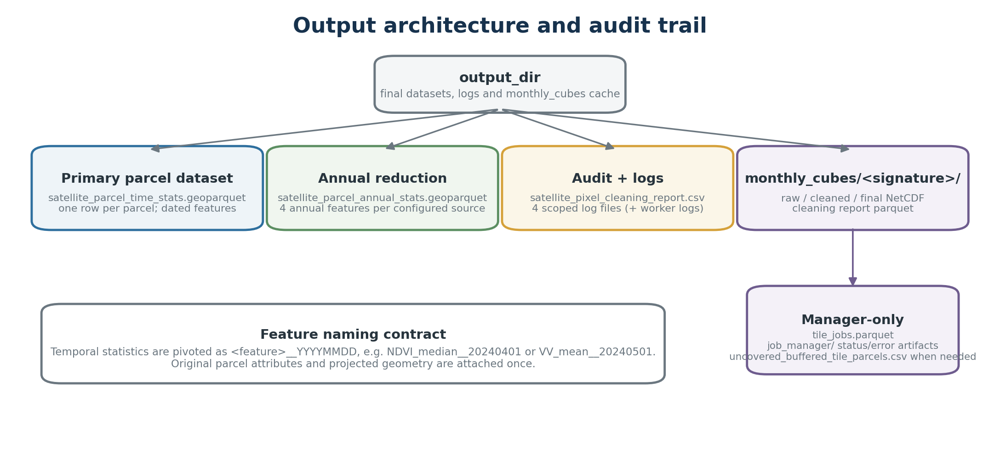 Output architecture and audit trail
output_dir
final datasets, logs and monthly_cubes cache
Primary parcel dataset
satellite_parcel_time_stats.geoparquet
one row per parcel; dated features
Annual reduction
satellite_parcel_annual_stats.geoparquet
4 annual features per configured source
Audit + logs
satellite_pixel_cleaning_report.csv
4 scoped log files (+ worker logs)
monthly_cubes/<signature>/
raw / cleaned / final NetCDF
cleaning report parquet
Feature naming contract
Temporal statistics are pivoted as <feature>__YYYYMMDD, e.g. NDVI_median__20240401 or VV_mean__20240501.
Original parcel attributes and projected geometry are attached once.
Manager-only
tile_jobs.parquet
job_manager/ status/error artifacts
uncovered_buffered_tile_parcels.csv when needed